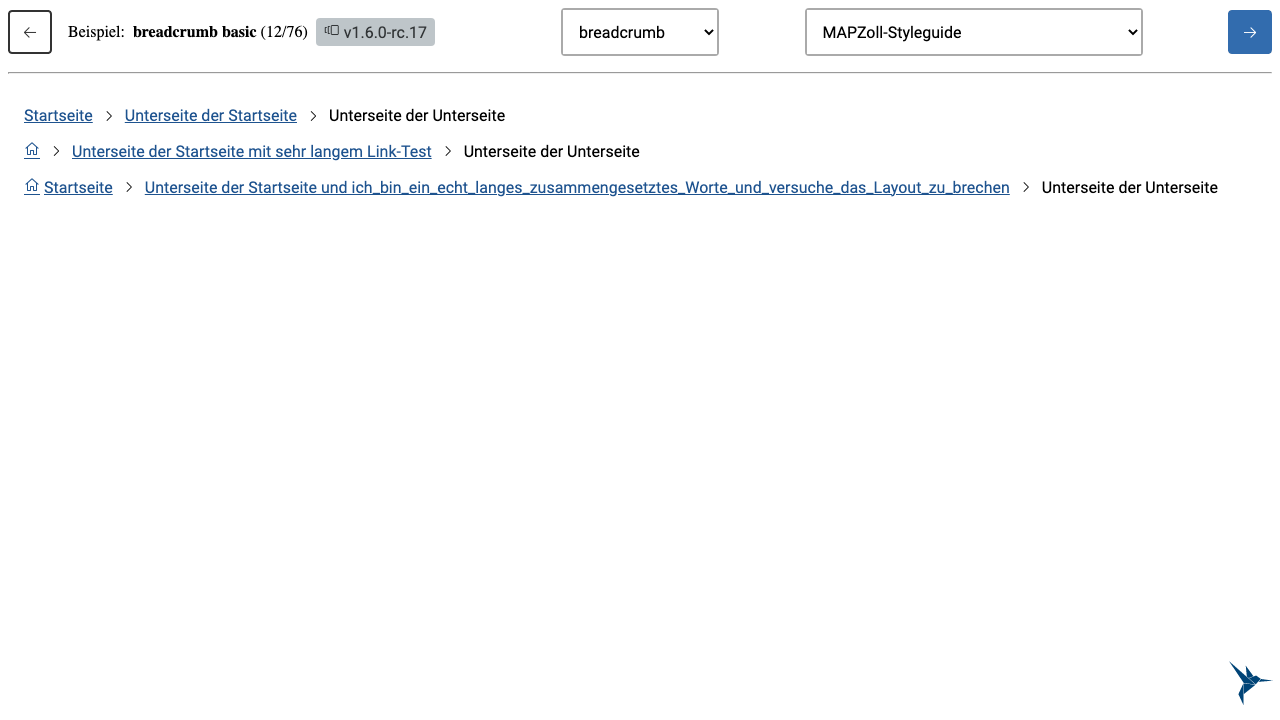 Beispiel: breadcrumb basic (12/76) v1.6.0-rc.17 breadcrumb MAPZoll-Styleguide
Startseite Unterseite der Startseite Unterseite der Unterseite
Unterseite der Startseite mit sehr langem Link-Test Unterseite der Unterseite
Startseite Unterseite der Startseite und ich_bin_ein_echt_langes_zusammengesetztes_Worte_und_versuche_das_Layout_zu_brechen Unterseite der Unterseite